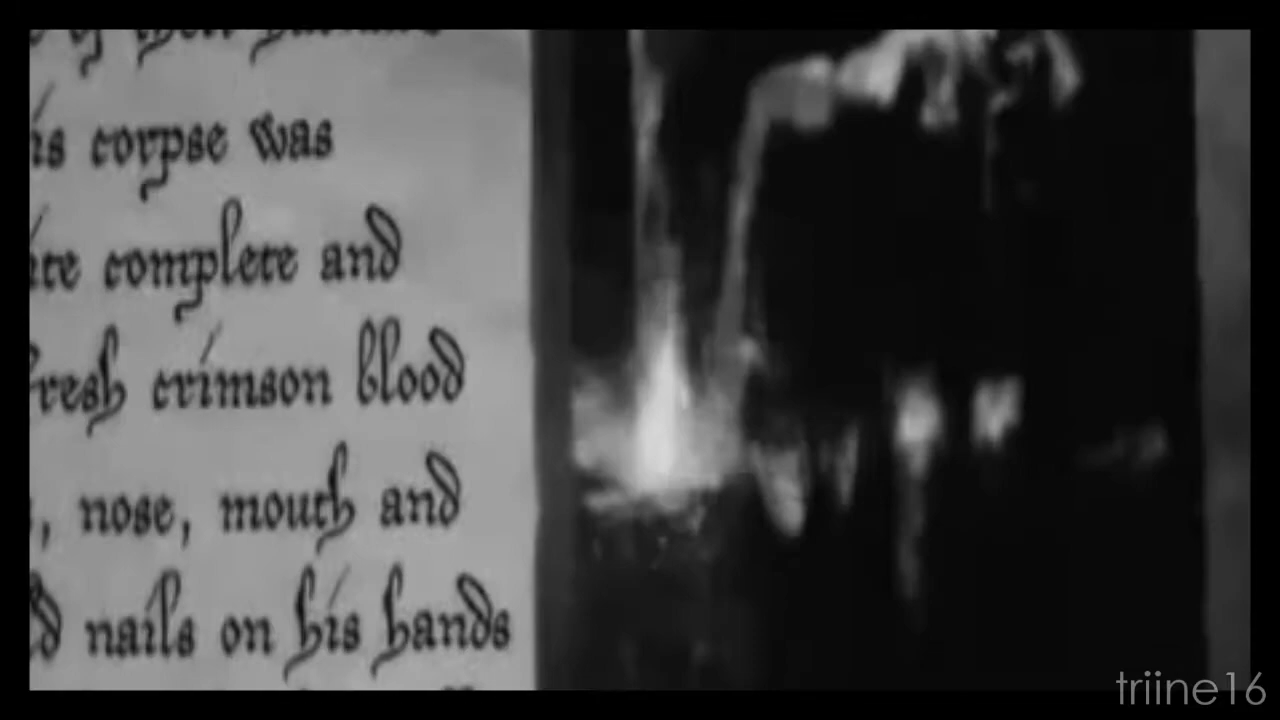 corpse was
complete and
crimson blood
, nose, mouth and
nails on his hands
triine16